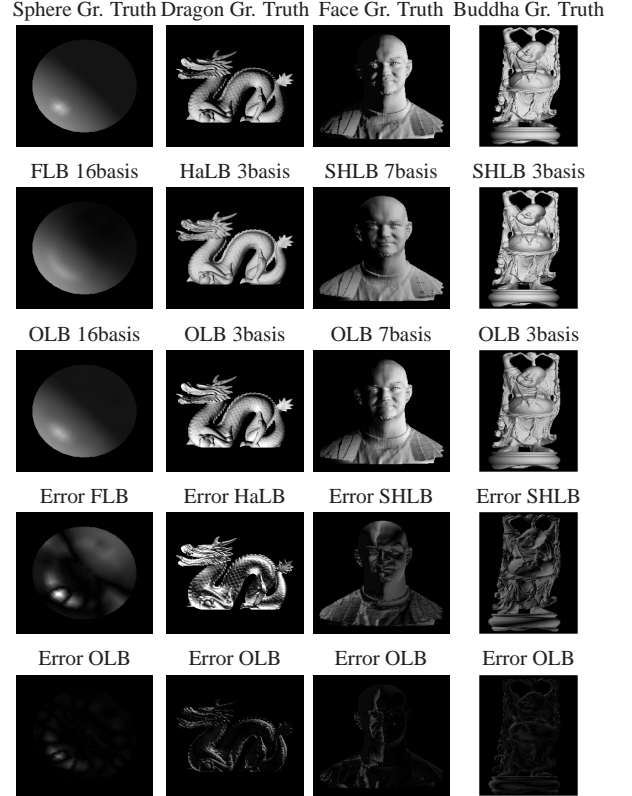 Sphere Gr. Truth Dragon Gr. Truth Face Gr. Truth Buddha Gr. Truth
FLB 16basis HaLB 3basis SHLB 7basis SHLB 3basis
OLB 16basis OLB 3basis OLB 7basis OLB 3basis
Error FLB Error HaLB Error SHLB Error SHLB
Error OLB Error OLB Error OLB Error OLB